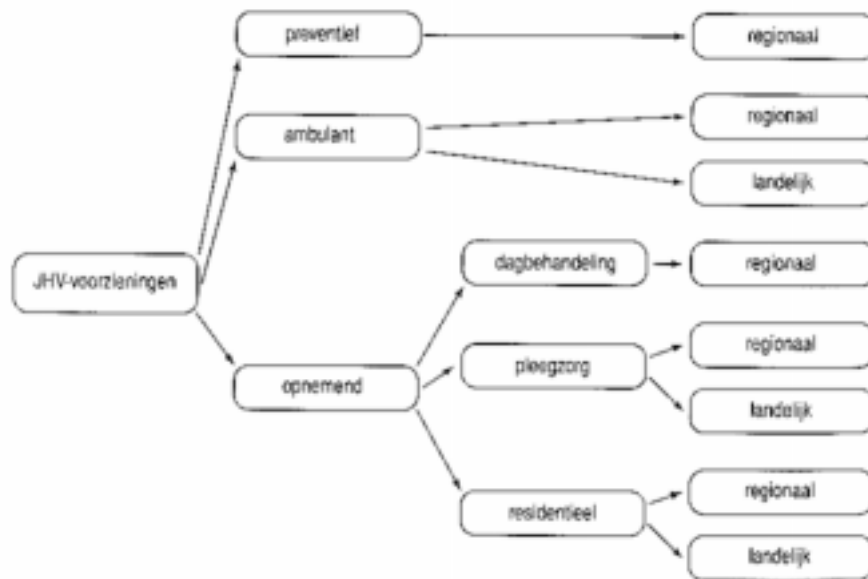 preventief
regionaal
ambulant
regionaal
landelijk
JHV-voorzieningen
dagbehandeling
regionaal
opnemend
pleegzorg
regionaal
landelijk
residentieel
regionaal
landelijk